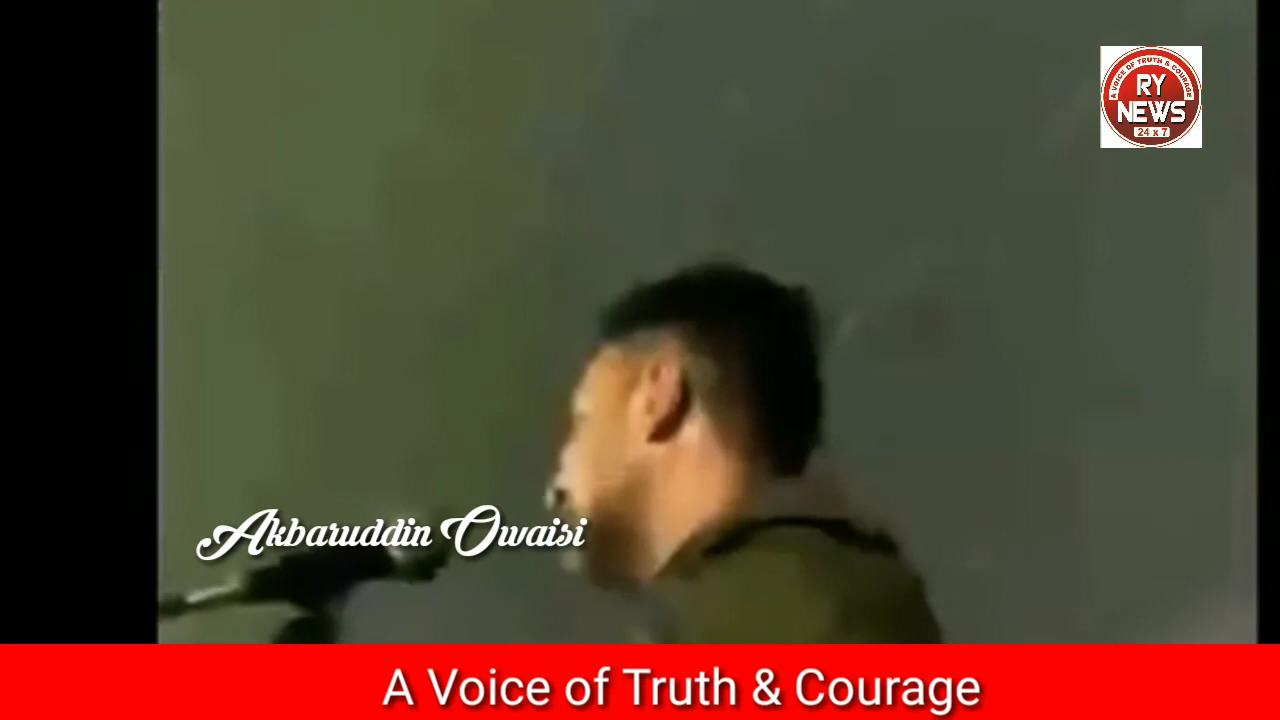 A VOICE OF TRUTH & COURAGE
RY
NEWS
24 x 7
Akbaruddin Owaisi
A Voice of Truth & Courage